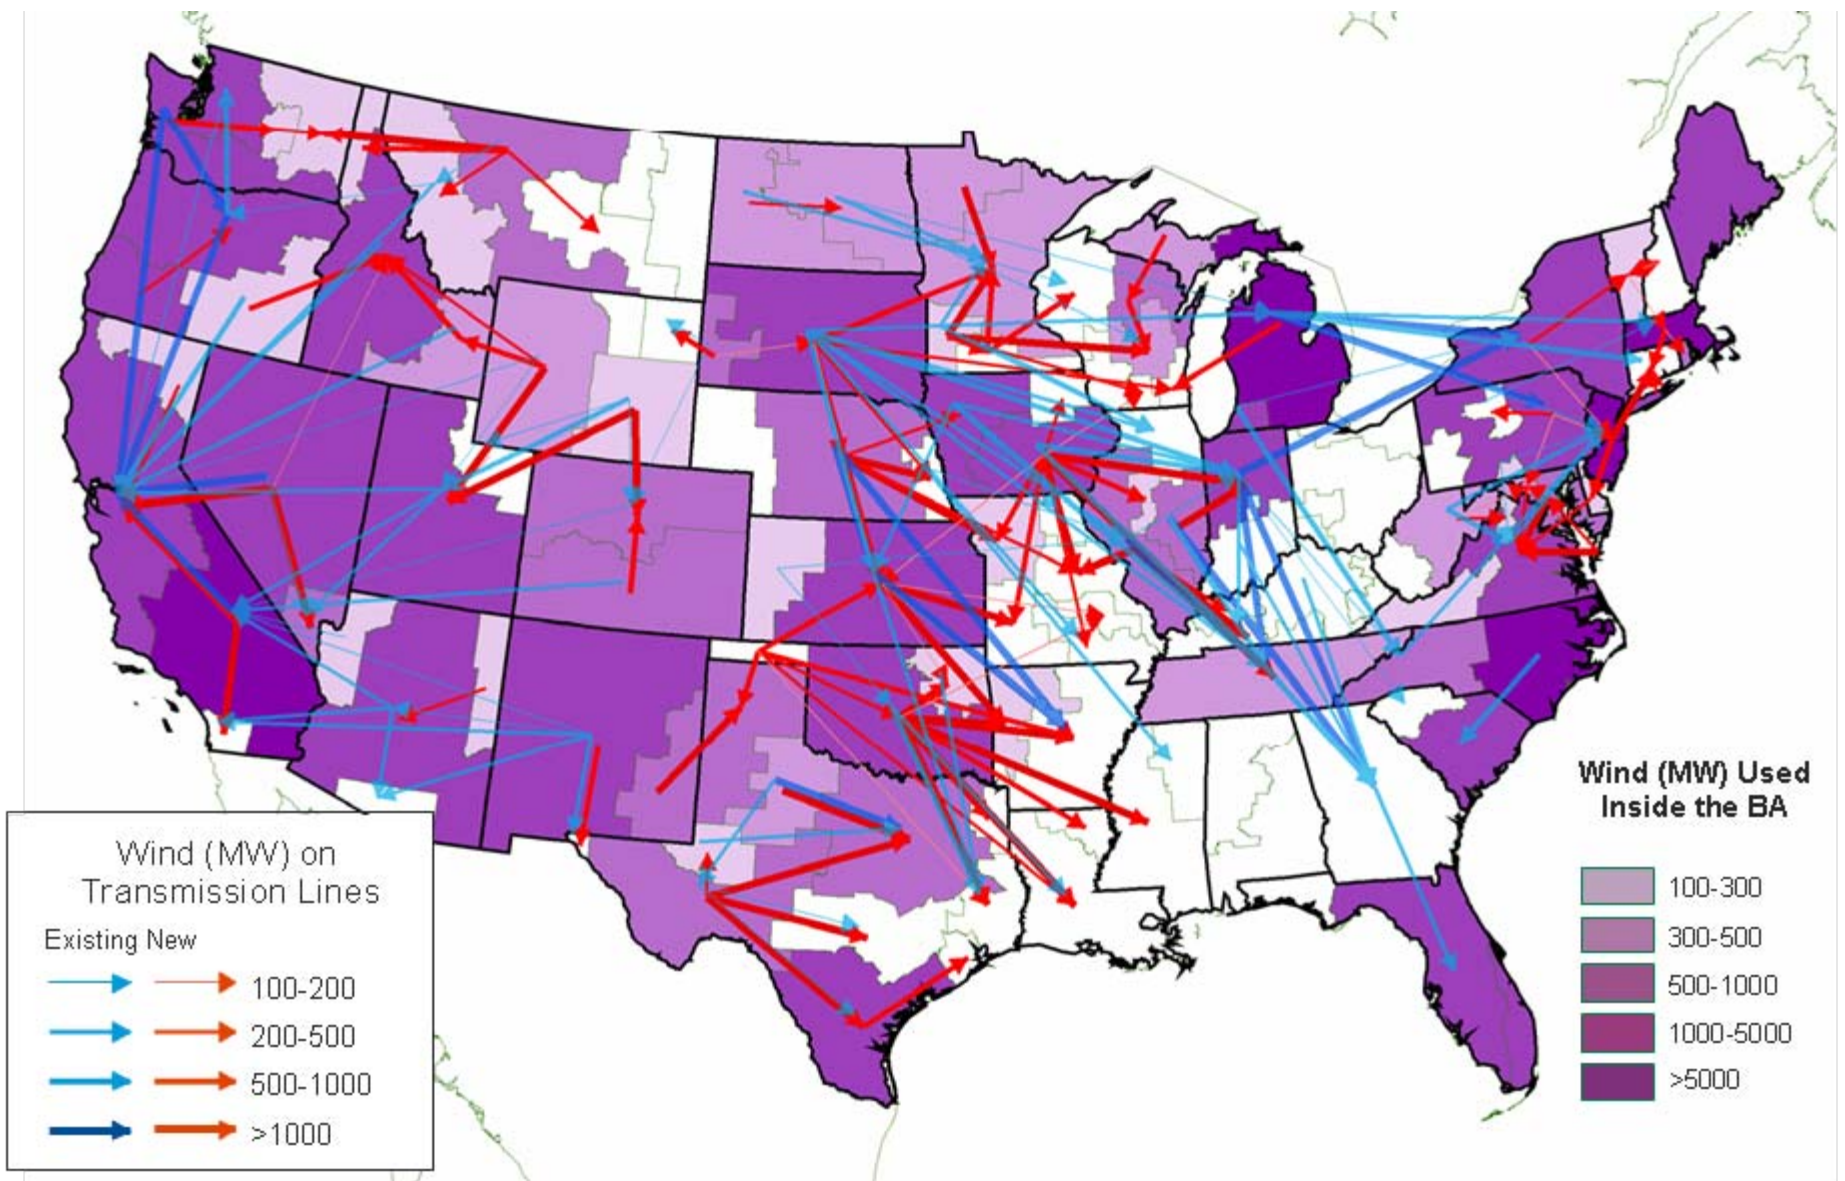 Wind (MW) Used
Inside the BA
100-300
300-500
500-1000
1000-5000
>5000
Wind (MW) on
Transmission Lines
Existing New
100-200
200-500
500-1000
>1000